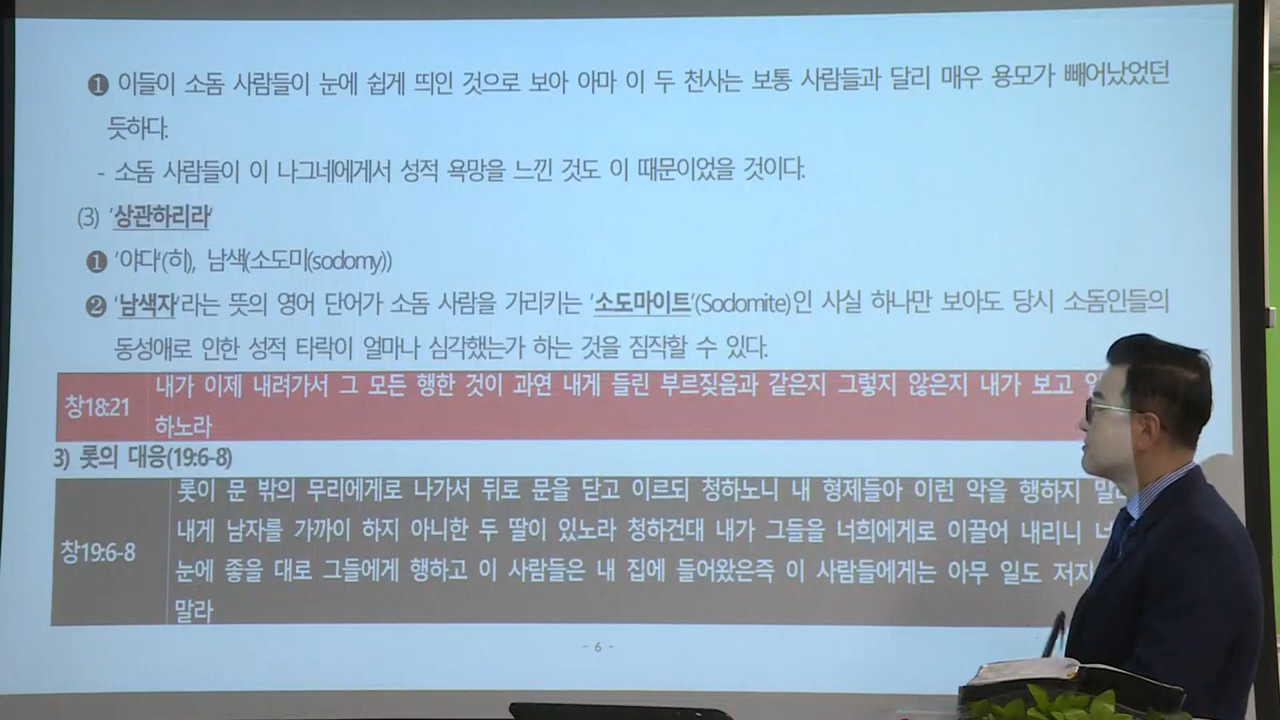 ❶ 이들이 소돔 사람들이 눈에 쉽게 띄인 것으로 보아 아마 이 두 천사는 보통 사람들과 달리 매우 용모가 빼어났었던
듯하다.
- 소돔 사람들이 이 나그네에게서 성적 욕망을 느낀 것도 이 때문이었을 것이다.
(3) '상관하리라'
❶ '야다'(히), 남색(소도미(sodomy))
❷ '남색자'라는 뜻의 영어 단어가 소돔 사람을 가리키는 '소도마이트'(Sodomite)인 사실 하나만 보아도 당시 소돔인들의
동성애로 인한 성적 타락이 얼마나 심각했는가 하는 것을 짐작할 수 있다.
창18:21
내가 이제 내려가서 그 모든 행한 것이 과연 내게 들린 부르짖음과 같은지 그렇지 않은지 내가 보고
하노라
3) 롯의 대응(19:6-8)
창19:6-8
롯이 문 밖의 무리에게로 나가서 뒤로 문을 닫고 이르되 청하노니 내 형제들아 이런 악을 행하지
내게 남자를 가까이 하지 아니한 두 딸이 있노라 청하건대 내가 그들을 너희에게로 이끌어 내리니
눈에 좋을 대로 그들에게 행하고 이 사람들은 내 집에 들어왔은즉 이 사람들에게는 아무 일도
말라
- 6 -